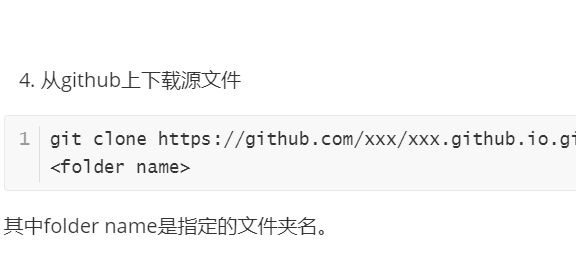 4. 从github上下载源文件
1 git clone https://github.com/xxx/xxx.github.io.gi
<folder name>
其中folder name是指定的文件夹名。